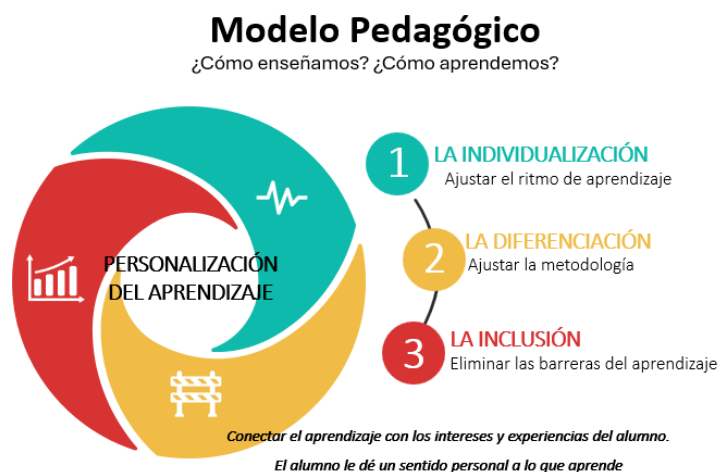 Modelo Pedagógico
¿Cómo enseñamos? ¿Cómo aprendemos?
1
LA INDIVIDUALIZACIÓN
Ajustar el ritmo de aprendizaje
PERSONALIZACIÓN
DEL APRENDIZAJE
2
LA DIFERENCIACIÓN
Ajustar la metodología
3
LA INCLUSIÓN
Eliminar las barreras del aprendizaje
Conectar el aprendizaje con los intereses y experiencias del alumno.
El alumno le dé un sentido personal a lo que aprende